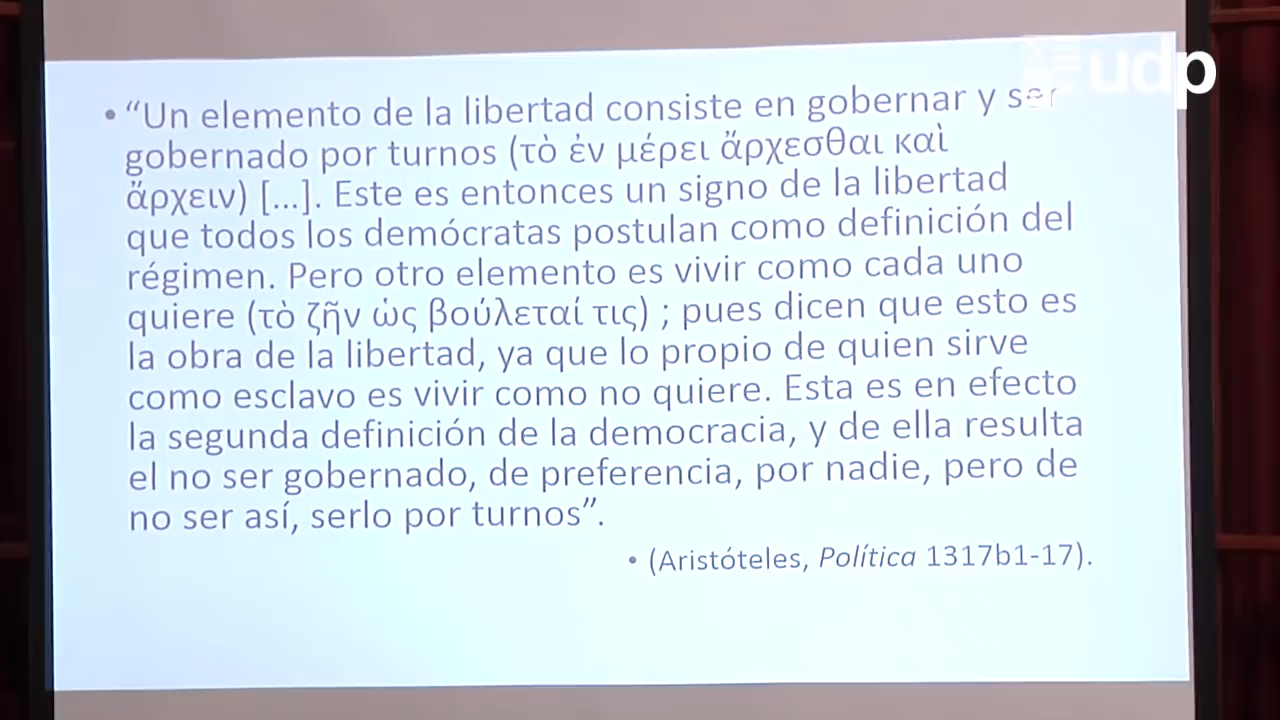 udp
• “Un elemento de la libertad consiste en gobernar y ser
gobernado por turnos (τὸ ἐν μέρει ἄρχεσθαι καὶ
ἄρχειν) [...]. Este es entonces un signo de la libertad
que todos los demócratas postulan como definición del
régimen. Pero otro elemento es vivir como cada uno
quiere (τὸ ζῆν ὡς βούλεταί τις) ; pues dicen que esto es
la obra de la libertad, ya que lo propio de quien sirve
como esclavo es vivir como no quiere. Esta es en efecto
la segunda definición de la democracia, y de ella resulta
el no ser gobernado, de preferencia, por nadie, pero de
no ser así, serlo por turnos”.
• (Aristóteles, Política 1317b1-17).